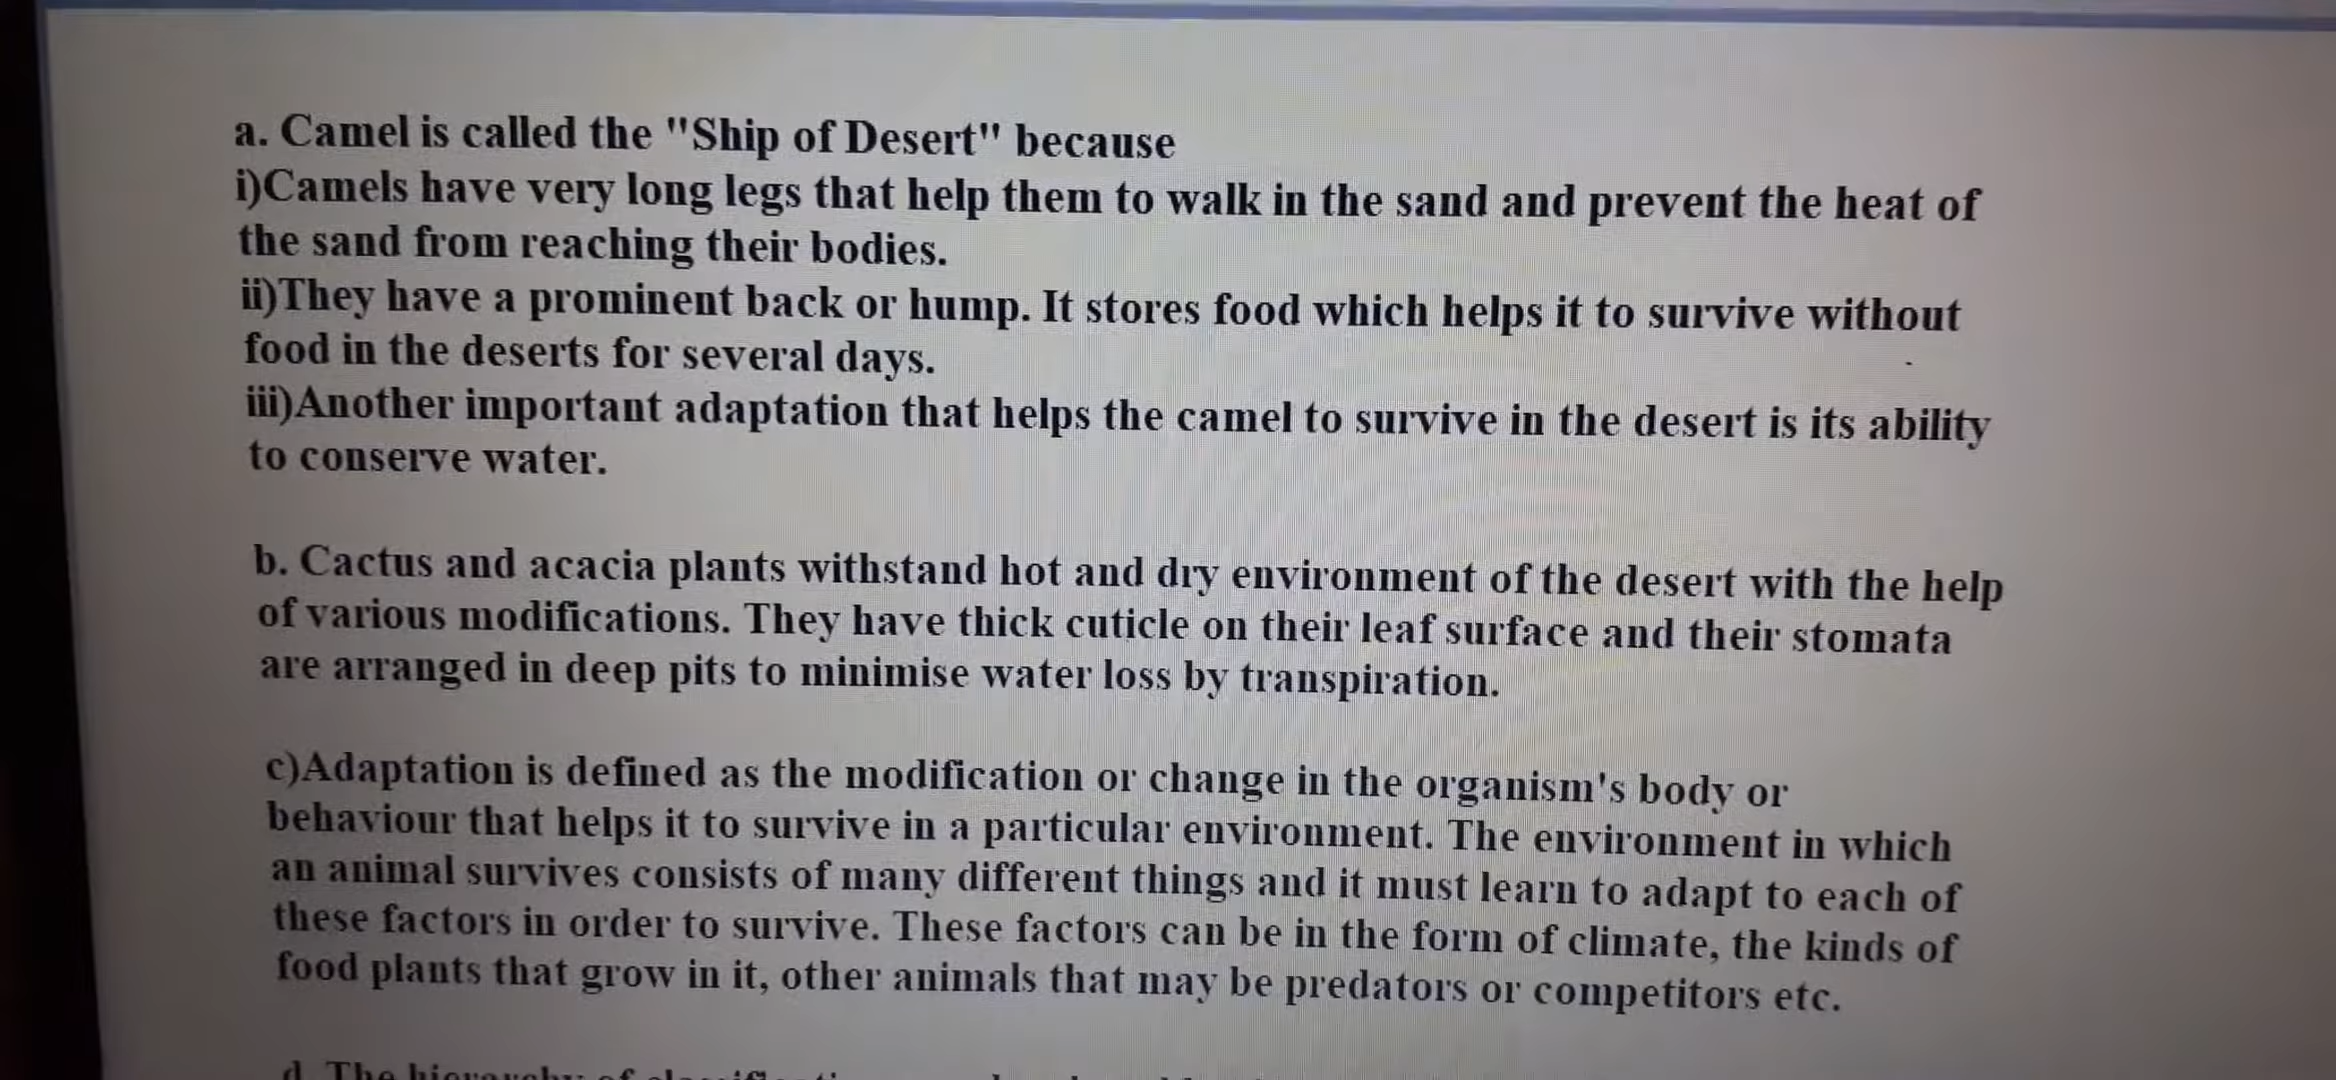 a. Camel is called the "Ship of Desert" because
i)Camels have very long legs that help them to walk in the sand and prevent the heat of
the sand from reaching their bodies.
ii)They have a prominent back or hump. It stores food which helps it to survive without
food in the deserts for several days.
iii)Another important adaptation that helps the camel to survive in the desert is its ability
to conserve water.
b. Cactus and acacia plants withstand hot and dry environment of the desert with the help
of various modifications. They have thick cuticle on their leaf surface and their stomata
are arranged in deep pits to minimise water loss by transpiration.
c)Adaptation is defined as the modification or change in the organism's body or
behaviour that helps it to survive in a particular environment. The environment in which
an animal survives consists of many different things and it must learn to adapt to each of
these factors in order to survive. These factors can be in the form of climate, the kinds of
food plants that grow in it, other animals that may be predators or competitors etc.
d. The hierarchy of